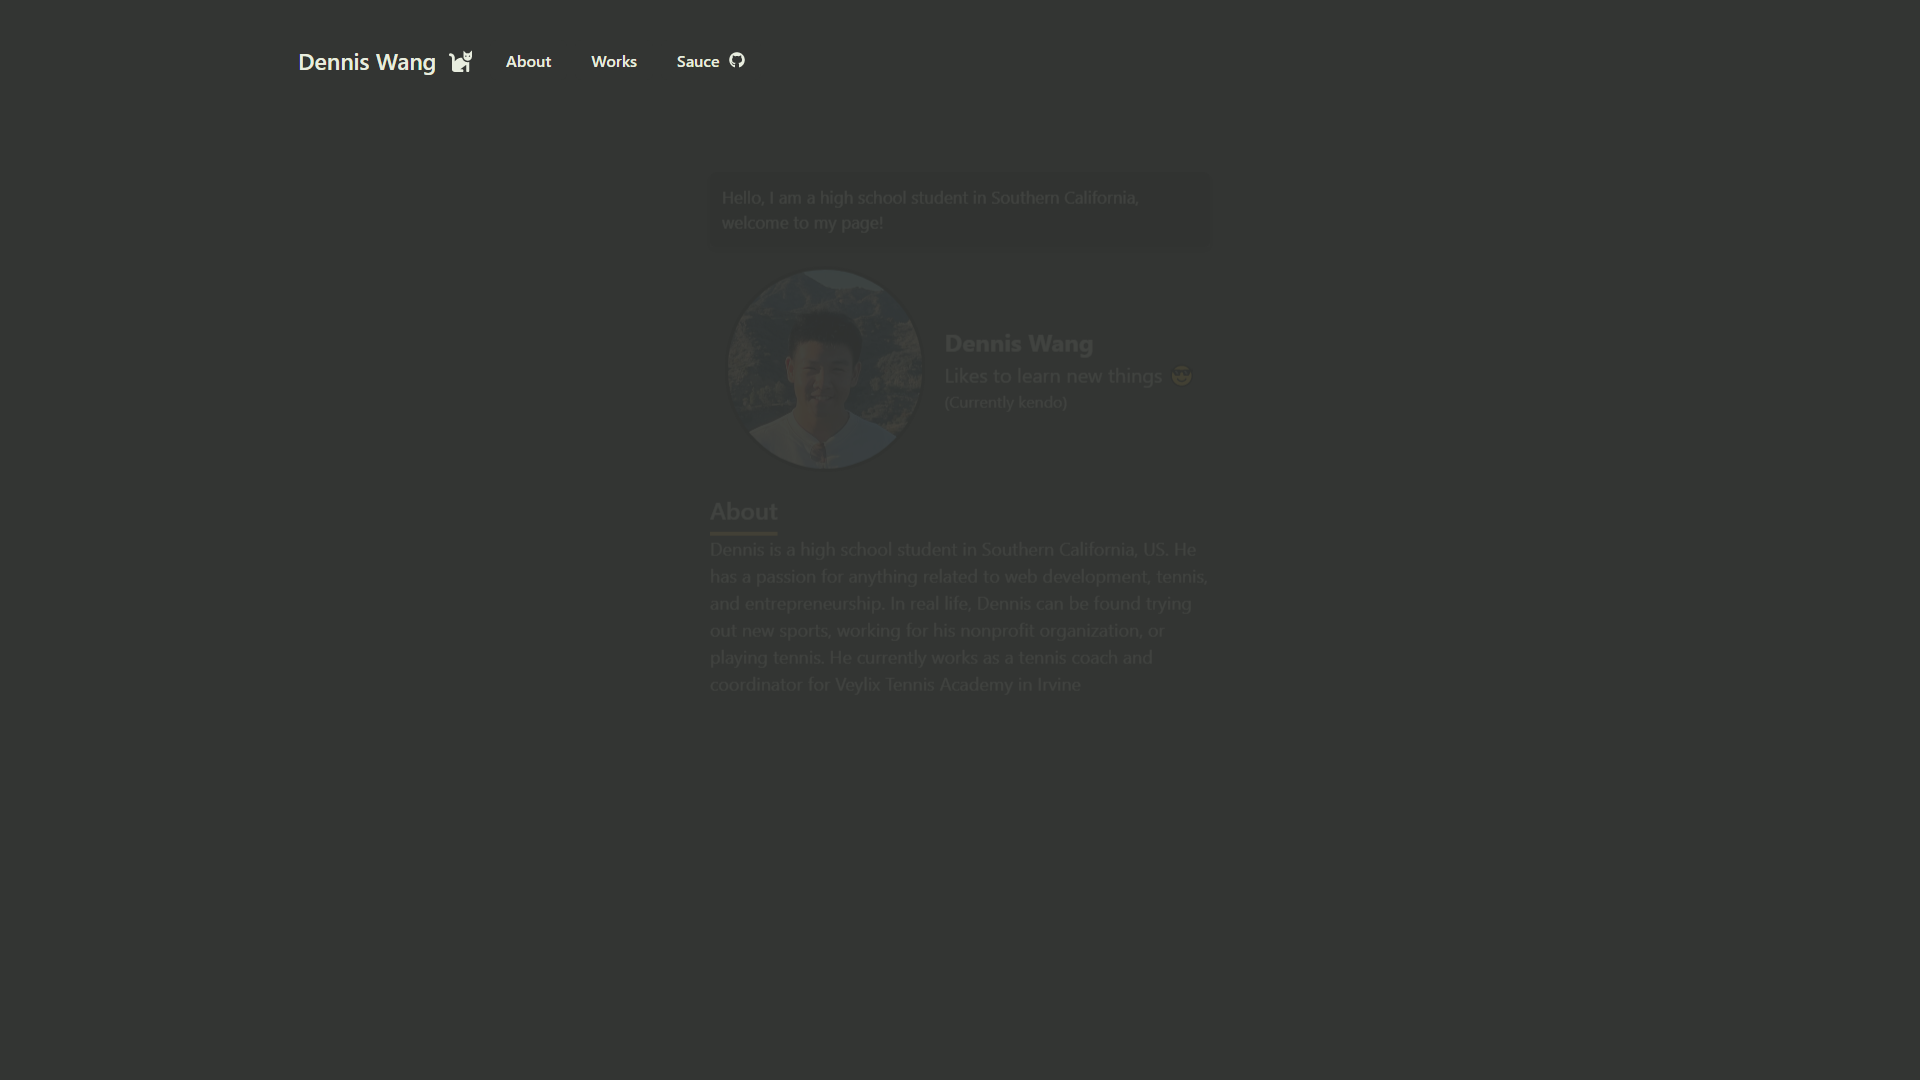 Dennis Wang About Works Sauce
Hello, I am a high school student in Southern California,
welcome to my page!
Dennis Wang
Likes to learn new things 😎
(Currently kendo)
About
Dennis is a high school student in Southern California, US. He
has a passion for anything related to web development, tennis,
and entrepreneurship. In real life, Dennis can be found trying
out new sports, working for his nonprofit organization, or
playing tennis. He currently works as a tennis coach and
coordinator for Veylix Tennis Academy in Irvine